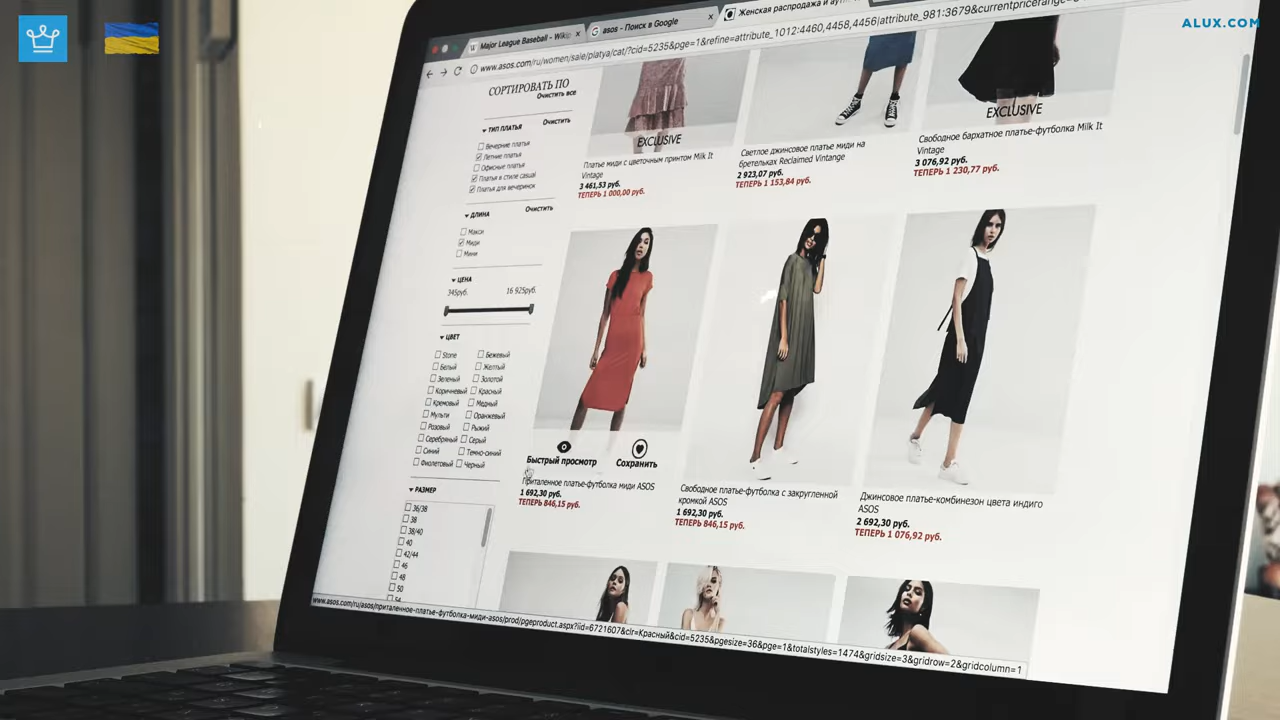 ALUX.COM
Major League Baseball - Wikip
asos - Поиск в Google
Женская распродажа и аут
www.asos.com/ru/women/sale/platya/cat/?cid=5235&pge=1&refine=attribute_1012:4460,4458,4456|attribute_981:3679&currentpricerange=
СОРТИРОВАТЬ ПО
Очистить все
ТИП ПЛАТЬЯ
Очистить
Вечерние платья
Летние платья
Офисные платья
Платья в стиле casual
Платья для вечеринок
ДЛИНА
Очистить
Макси
Миди
Мини
ЦЕНА
345руб.
16 925руб.
ЦВЕТ
Stone
Бежевый
Белый
Желтый
Зеленый
Золотой
Коричневый
Красный
Кремовый
Медный
Мульти
Оранжевый
Розовый
Рыжий
Серебряный
Серый
Синий
Темно-синий
Фиолетовый
Черный
РАЗМЕР
36/38
38
38/40
40
42/44
46
48
50
EXCLUSIVE
Платье миди с цветочным принтом Milk It
Vintage
3 461,53 руб.
ТЕПЕРЬ 1 000,00 руб.
Светлое джинсовое платье миди на
бретельках Reclaimed Vintange
2 923,07 руб.
ТЕПЕРЬ 1 153,84 руб.
EXCLUSIVE
Свободное бархатное платье-футболка Milk It
Vintage
3 076,92 руб.
ТЕПЕРЬ 1 230,77 руб.
Быстрый просмотр
Сохранить
Приталенное платье-футболка миди ASOS
1 692,30 руб.
ТЕПЕРЬ 846,15 руб.
Свободное платье-футболка с закругленной
кромкой ASOS
1 692,30 руб.
ТЕПЕРЬ 846,15 руб.
Джинсовое платье-комбинезон цвета индиго
ASOS
2 692,30 руб.
ТЕПЕРЬ 1 076,92 руб.
www.asos.com/ru/asos/приталенное-платье-футболка-миди-asos/prod/pgeproduct.aspx?iid=6721607&clr=Красный&cid=5235&pgesize=36&pge=1&totalstyles=1474&gridsize=3&gridrow=2&gridcolumn=1